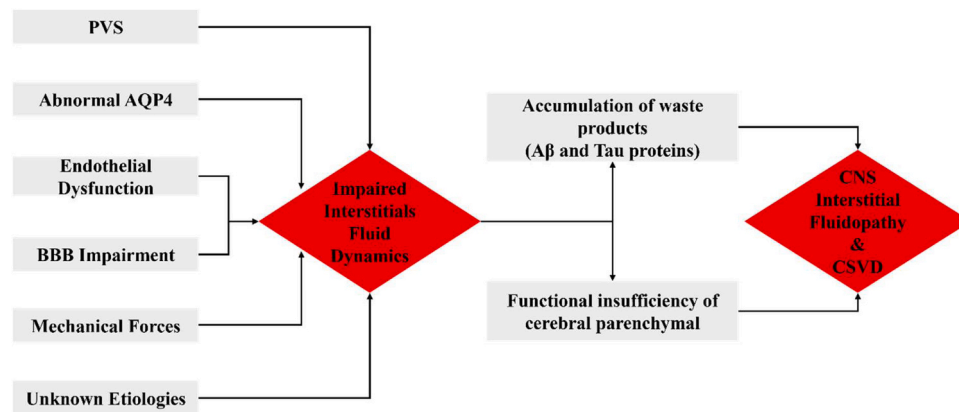 PVS
Abnormal AQP4
Endothelial
Dysfunction
BBB Impairment
Mechanical Forces
Unknown Etiologies
Impaired
Interstitials
Fluid
Dynamics
Accumulation of waste
products
(Aβ and Tau proteins)
Functional insufficiency of
cerebral parenchymal
CNS
Interstitial
Fluidopathy
&
CSVD